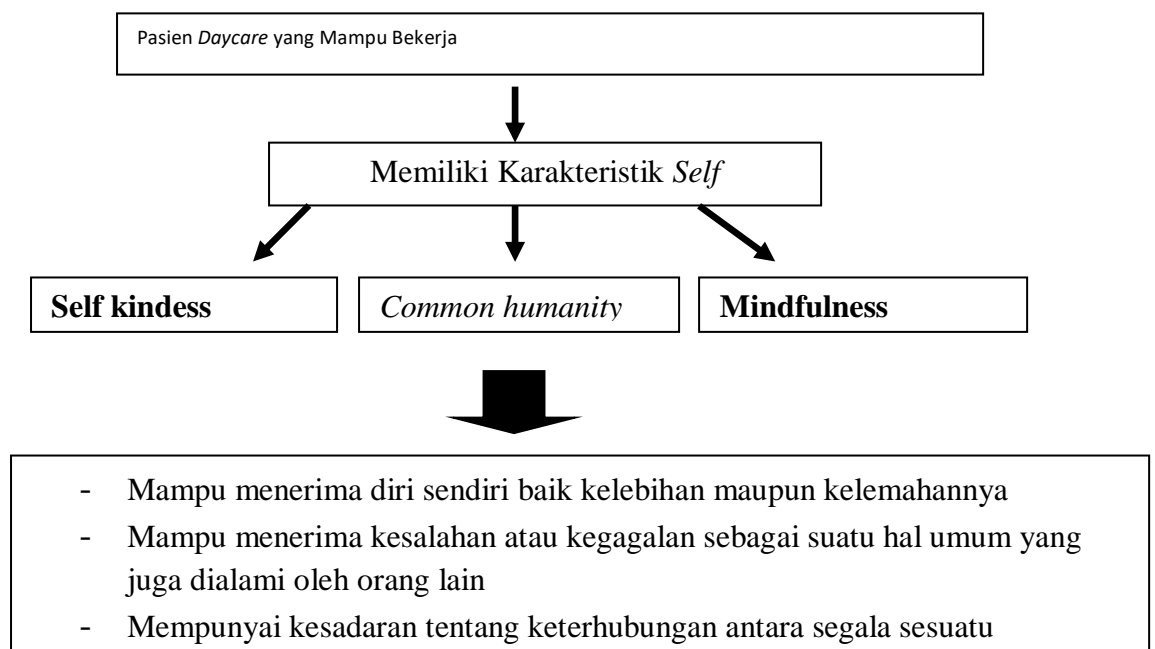 Pasien Daycare yang Mampu Bekerja
Memiliki Karakteristik Self
Self kindess
Common humanity
Mindfulness
- Mampu menerima diri sendiri baik kelebihan maupun kelemahannya
- Mampu menerima kesalahan atau kegagalan sebagai suatu hal umum yang
juga dialami oleh orang lain
- Mempunyai kesadaran tentang keterhubungan antara segala sesuatu